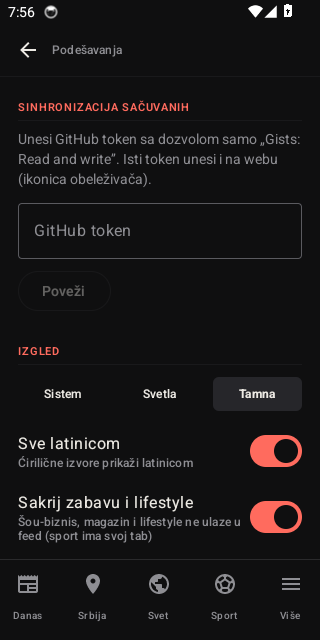 7:56
Podešavanja
SINHRONIZACIJA SAČUVANIH
Unesi GitHub token sa dozvolom samo „Gists:
Read and write“. Isti token unesi i na webu
(ikonica obeleživača).
GitHub token
Poveži
IZGLED
Sistem Svetla Tamna
Sve latinicom
Ćirilične izvore prikaži latinicom
Sakrij zabavu i lifestyle
Šou-biznis, magazin i lifestyle ne ulaze u
feed (sport ima svoj tab)
Danas Srbija Svet Sport Više